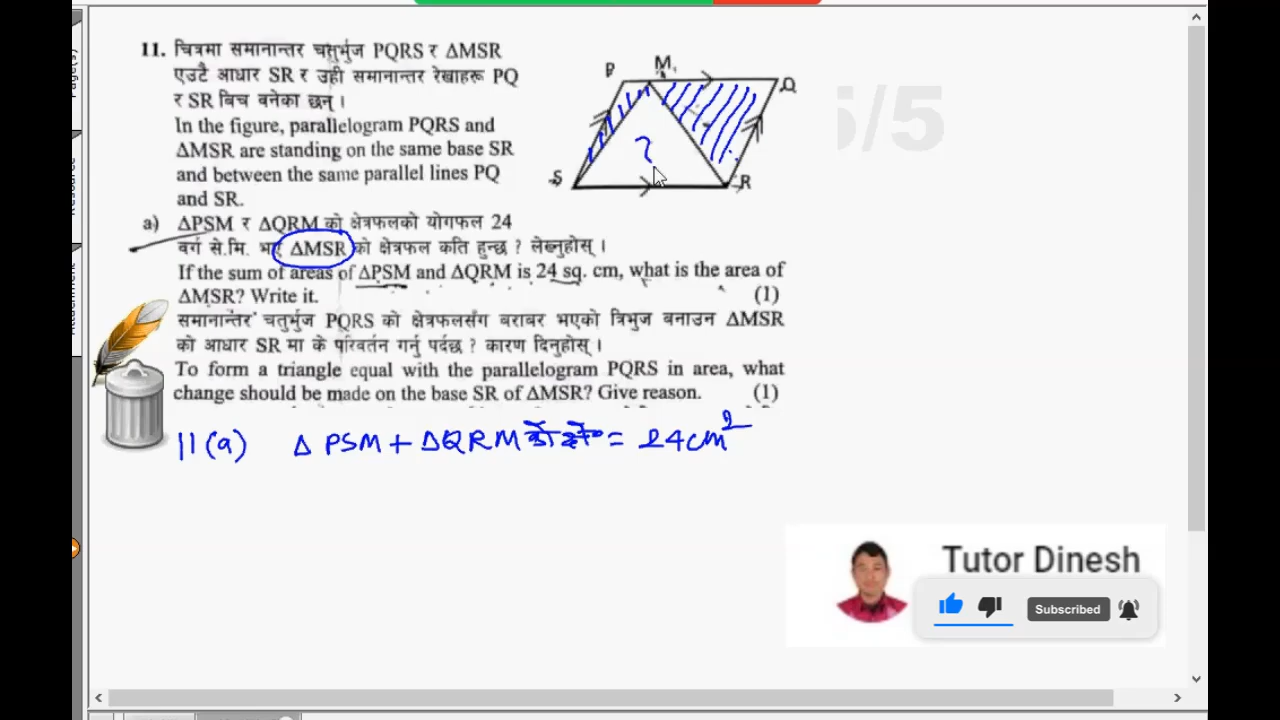 11. चित्रमा समानान्तर चतुर्भुज PQRS र ΔMSR
एउटै आधार SR र उही समानान्तर रेखाहरू PQ
र SR बिच बनेका छन् ।
In the figure, parallelogram PQRS and
ΔMSR are standing on the same base SR
and between the same parallel lines PQ
and SR.
P M Q
S R
?
5/5
a) ΔPSM र ΔQRM को क्षेत्रफलको योगफल 24
वर्ग से.मि. भए ΔMSR को क्षेत्रफल कति हुन्छ ? लेख्नुहोस् ।
If the sum of areas of ΔPSM and ΔQRM is 24 sq. cm, what is the area of
ΔMSR? Write it. (1)
समानान्तर चतुर्भुज PQRS को क्षेत्रफलसँग बराबर भएको त्रिभुज बनाउन ΔMSR
को आधार SR मा के परिवर्तन गर्नु पर्दछ ? कारण दिनुहोस् ।
To form a triangle equal with the parallelogram PQRS in area, what
change should be made on the base SR of ΔMSR? Give reason. (1)
11(a) Δ PSM + ΔQRM = 24cm²
Tutor Dinesh
Subscribed
Page(s)
Resource
Attachment